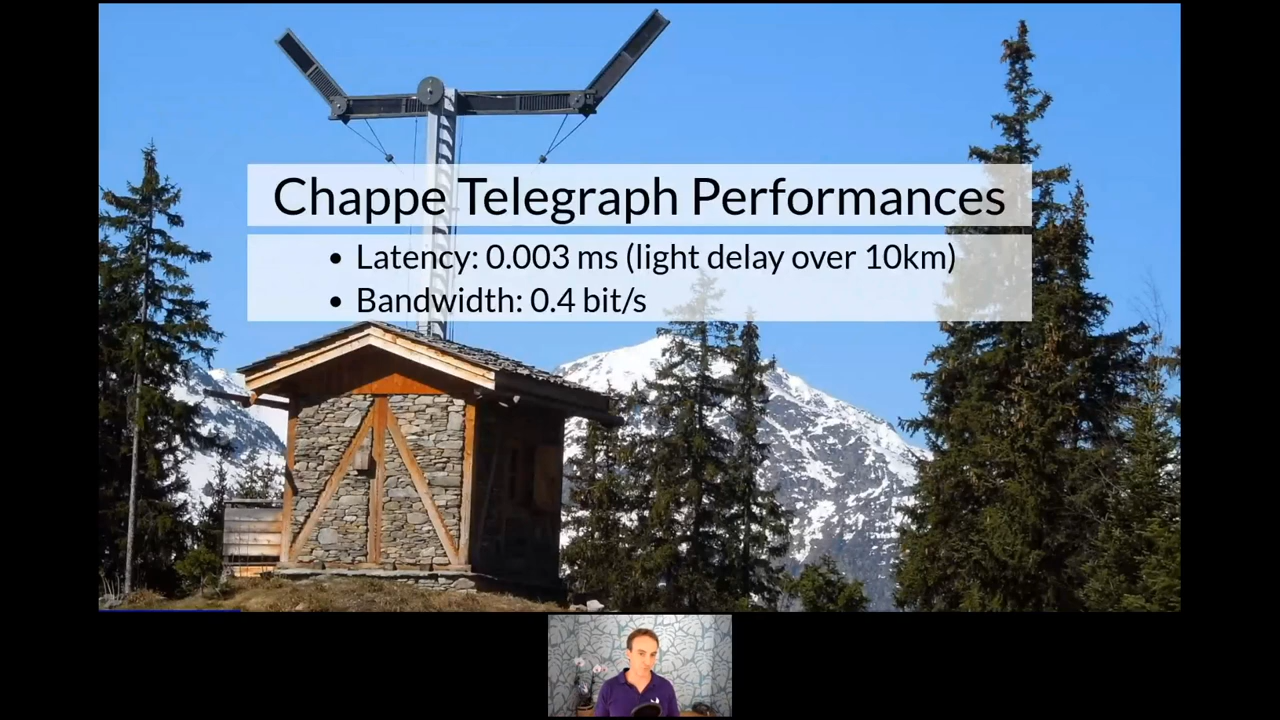 Chappe Telegraph Performances
• Latency: 0.003 ms (light delay over 10km)
• Bandwidth: 0.4 bit/s